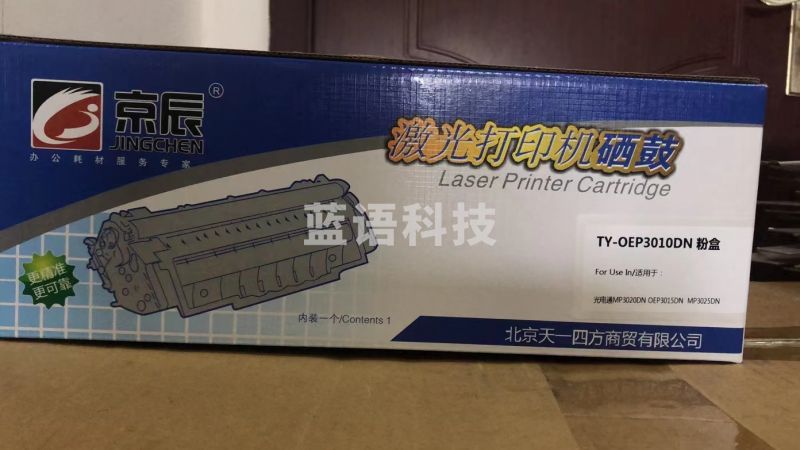 京辰®
JINGCHEN
办公耗材服务专家
激光打印机硒鼓
Laser Printer Cartridge
蓝语科技
TY-OEP3010DN 粉盒
For Use In/适用于：
光电通MP3020DN OEP3015DN MP3025DN
更精准
更可靠
内装一个/Contents 1
北京天一四方商贸有限公司